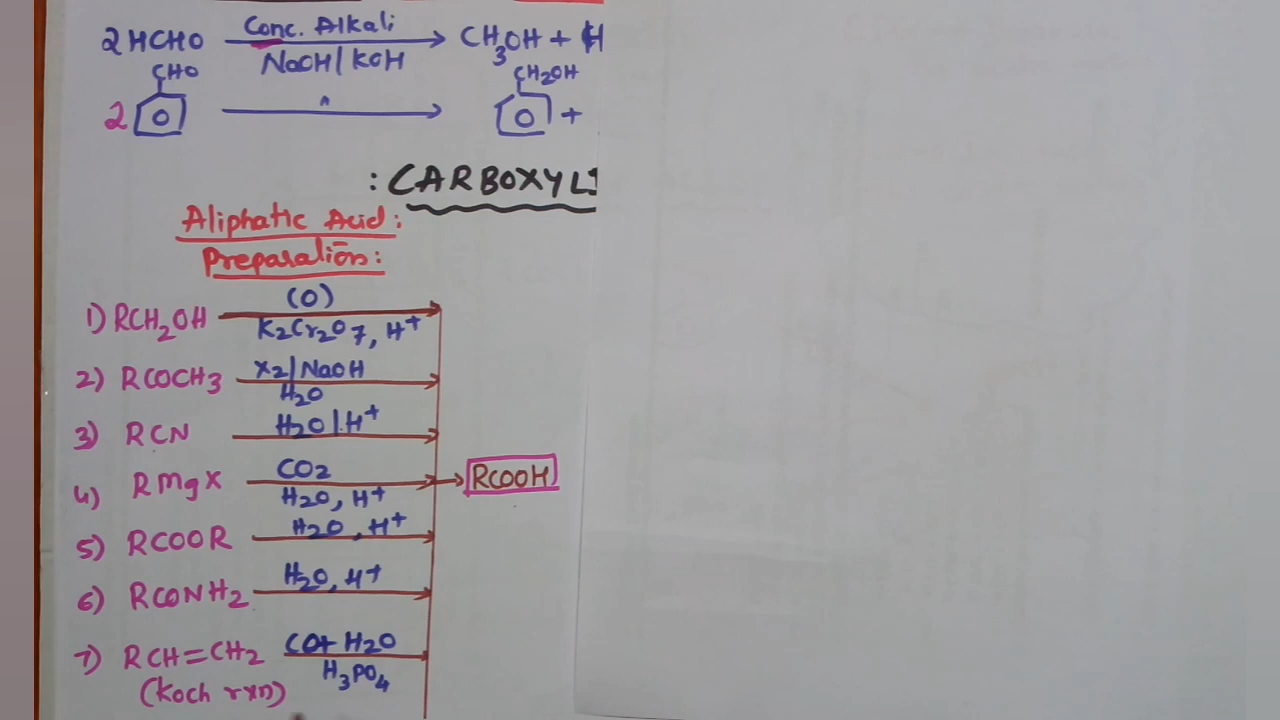 2HCHO Conc. Alkali NaOH/KOH CH3OH + H
CHO CH2OH
2 " +
: CARBOXYLI
Aliphatic Acid:
Preparation:
1) RCH2OH (O) K2Cr2O7, H+
2) RCOCH3 X2/NaOH H2O
3) RCN H2O/H+
4) RMgX CO2 H2O, H+ RCOOH
5) RCOOR H2O, H+
6) RCONH2 H2O, H+
7) RCH=CH2 CO+H2O H3PO4
(Koch rxn)